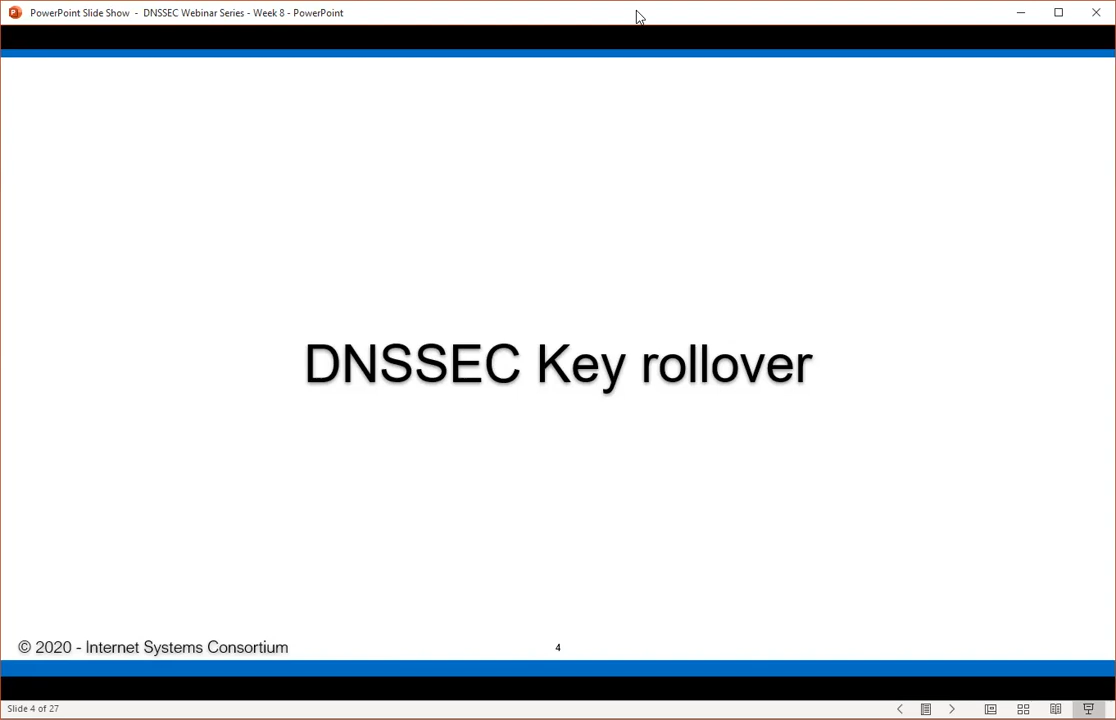 PowerPoint Slide Show - DNSSEC Webinar Series - Week 8 - PowerPoint
DNSSEC Key rollover
© 2020 - Internet Systems Consortium
4
Slide 4 of 27